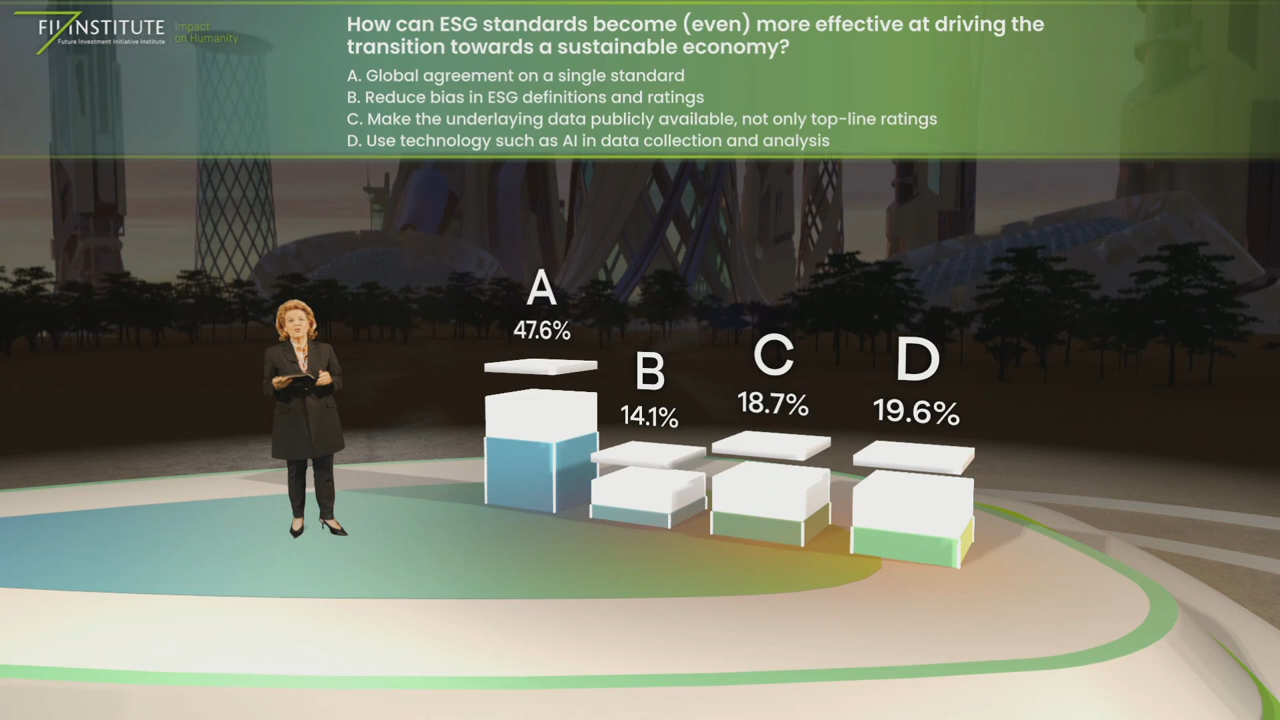 FII INSTITUTE
Future Investment Initiative Institute
Impact
on Humanity
How can ESG standards become (even) more effective at driving the
transition towards a sustainable economy?
A. Global agreement on a single standard
B. Reduce bias in ESG definitions and ratings
C. Make the underlaying data publicly available, not only top-line ratings
D. Use technology such as AI in data collection and analysis
A
47.6%
B
14.1%
C
18.7%
D
19.6%